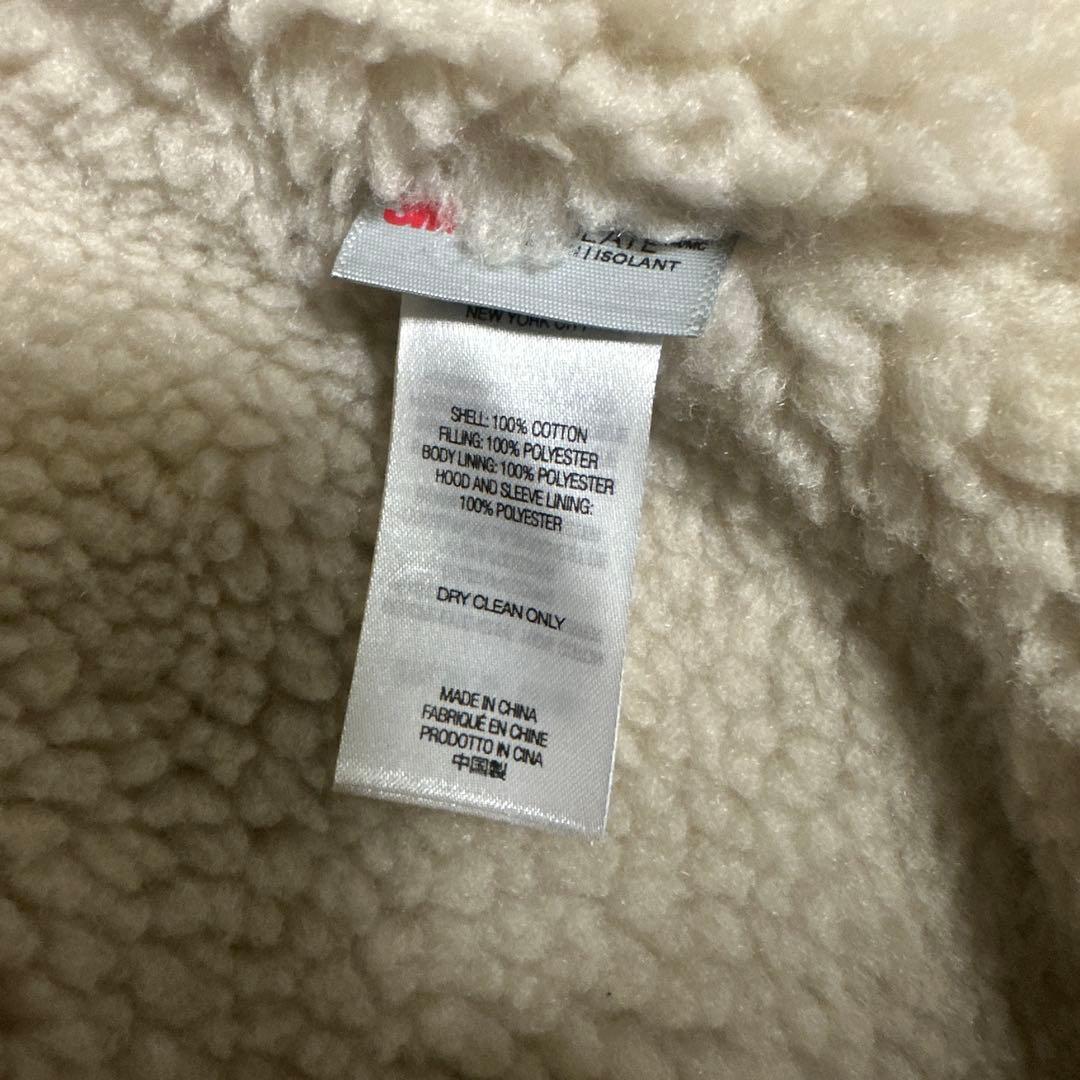 3M
ISOLANT
NEW YORK CITY
SHELL: 100% COTTON
FILLING: 100% POLYESTER
BODY LINING: 100% POLYESTER
HOOD AND SLEEVE LINING:
100% POLYESTER
DRY CLEAN ONLY
MADE IN CHINA
FABRIQUÉ EN CHINE
PRODOTTO IN CINA
中国製